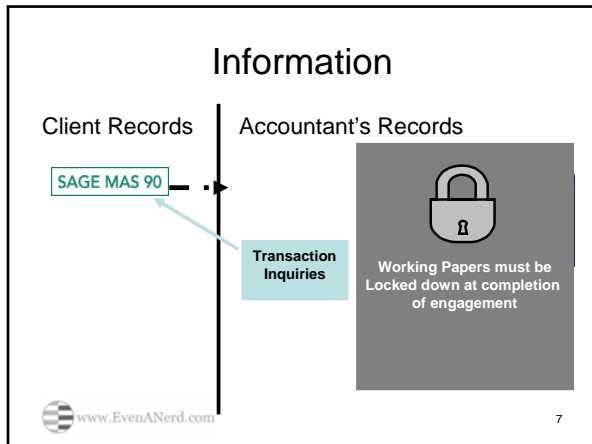 Information
Client Records
Accountant's Records
SAGE MAS 90
Transaction
Inquiries
Working Papers must be
Locked down at completion
of engagement
www.EvenANerd.com
7